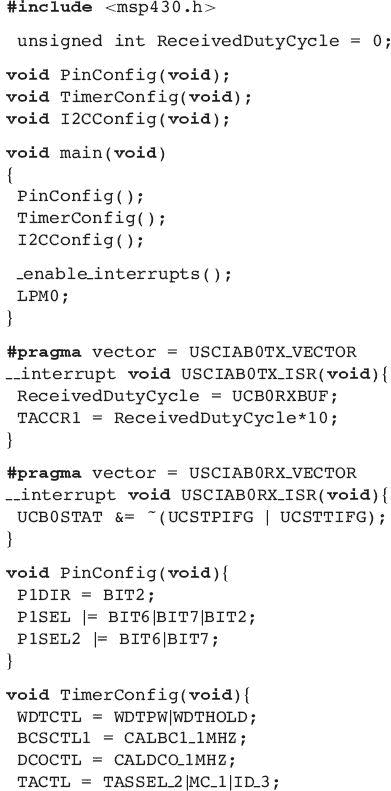 #include <msp430.h>
unsigned int ReceivedDutyCycle = 0;
void PinConfig(void);
void TimerConfig(void);
void I2CConfig(void);
void main(void)
{
PinConfig();
TimerConfig();
I2CConfig();
_enable_interrupts();
LPM0;
}
#pragma vector = USCIAB0TX_VECTOR
__interrupt void USCIAB0TX_ISR(void){
ReceivedDutyCycle = UCB0RXBUF;
TACCR1 = ReceivedDutyCycle*10;
}
#pragma vector = USCIAB0RX_VECTOR
__interrupt void USCIAB0RX_ISR(void){
UCB0STAT &= ~(UCSTPIFG | UCSTTIFG);
}
void PinConfig(void){
P1DIR = BIT2;
P1SEL |= BIT6|BIT7|BIT2;
P1SEL2 |= BIT6|BIT7;
}
void TimerConfig(void){
WDTCTL = WDTPW|WDTHOLD;
BCSCTL1 = CALBC1_1MHZ;
DCOCTL = CALDCO_1MHZ;
TACTL = TASSEL_2|MC_1|ID_3;